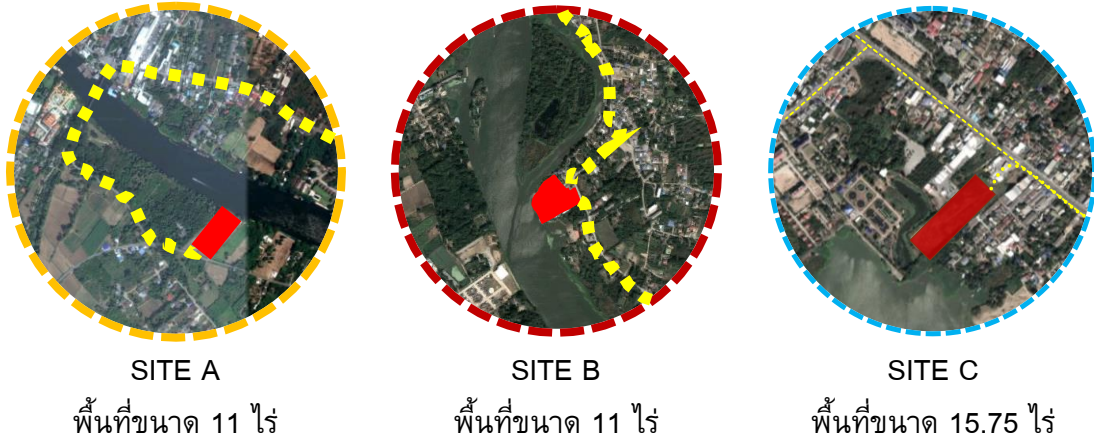 SITE A
พื้นที่ขนาด 11 ไร่
SITE B
พื้นที่ขนาด 11 ไร่
SITE C
พื้นที่ขนาด 15.75 ไร่